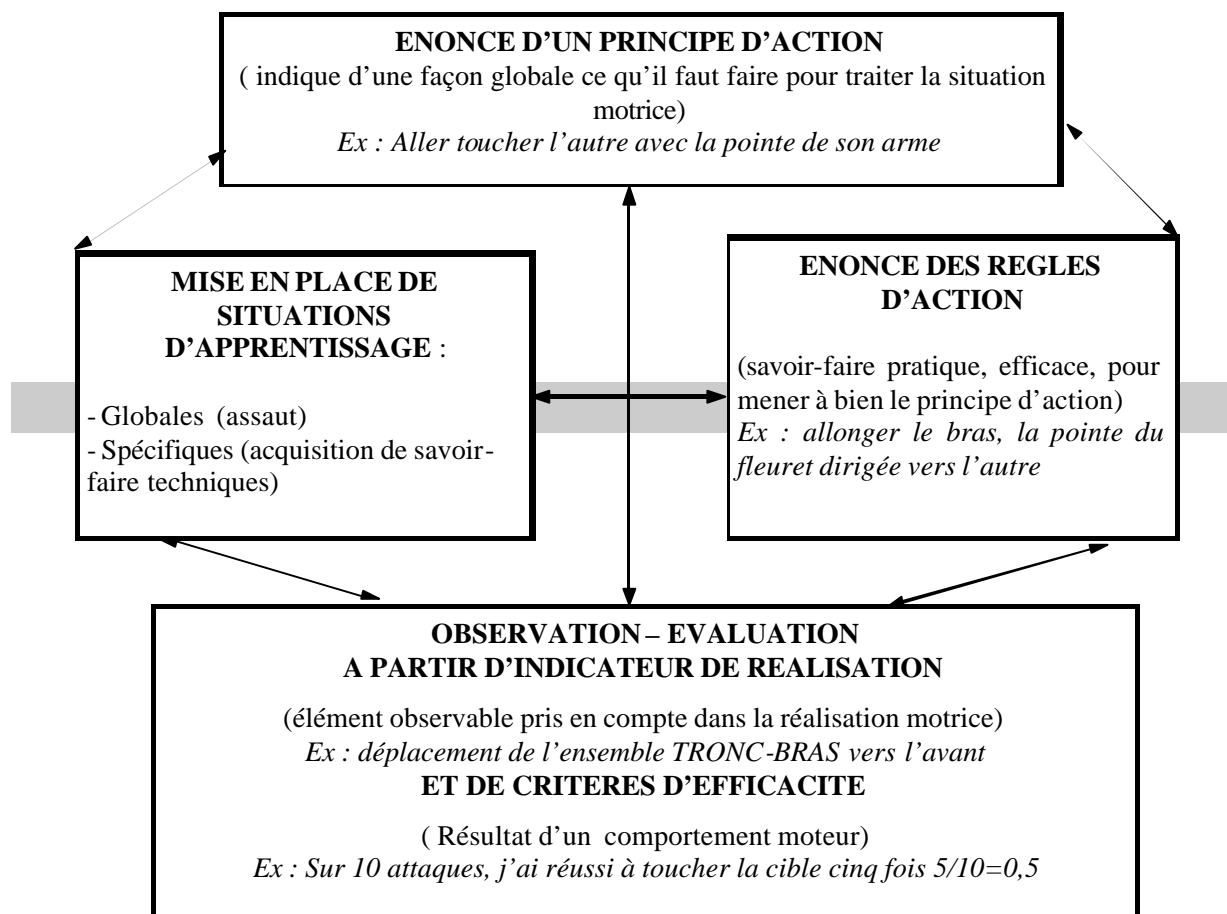 ENONCE D'UN PRINCIPE D'ACTION
( indique d'une façon globale ce qu'il faut faire pour traiter la situation
motrice)
Ex : Aller toucher l'autre avec la pointe de son arme
MISE EN PLACE DE
SITUATIONS
D'APPRENTISSAGE :
- Globales (assaut)
- Spécifiques (acquisition de savoir-
faire techniques)
ENONCE DES REGLES
D'ACTION
(savoir-faire pratique, efficace, pour
mener à bien le principe d'action)
Ex : allonger le bras, la pointe du
fleuret dirigée vers l'autre
OBSERVATION – EVALUATION
A PARTIR D'INDICATEUR DE REALISATION
(élément observable pris en compte dans la réalisation motrice)
Ex : déplacement de l'ensemble TRONC-BRAS vers l'avant
ET DE CRITERES D'EFFICACITE
( Résultat d'un comportement moteur)
Ex : Sur 10 attaques, j'ai réussi à toucher la cible cinq fois 5/10=0,5